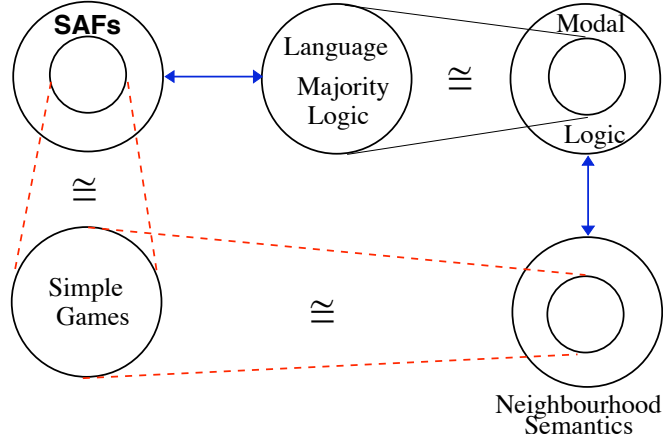 SAFs
Language
Majority
Logic
≅
Modal
Logic
≅
Simple
Games
≅
Neighbourhood
Semantics